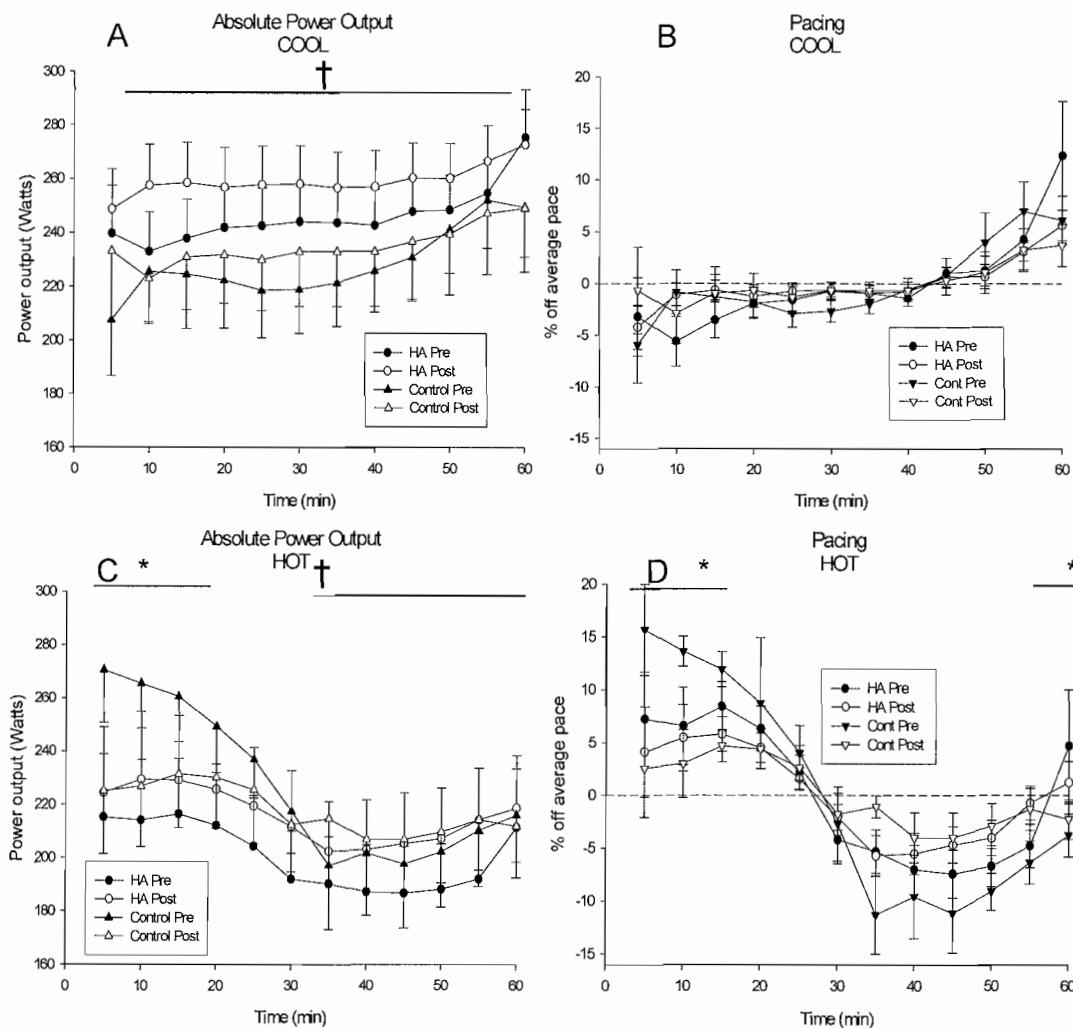 A
Absolute Power Output
COOL
†
Power output (Watts)
300
280
260
240
220
200
180
160
0
10
20
30
40
50
60
Time (min)
HA Pre
HA Post
Control Pre
Control Post
B
Pacing
COOL
% off average pace
20
15
10
5
0
-5
-10
-15
0
10
20
30
40
50
60
Time (min)
HA Pre
HA Post
Cont Pre
Cont Post
C
*
Absolute Power Output
HOT
†
Power output (Watts)
300
280
260
240
220
200
180
160
0
10
20
30
40
50
60
Time (min)
HA Pre
HA Post
Control Pre
Control Post
D
*
Pacing
HOT
*
% off average pace
20
15
10
5
0
-5
-10
-15
0
10
20
30
40
50
60
Time (min)
HA Pre
HA Post
Cont Pre
Cont Post